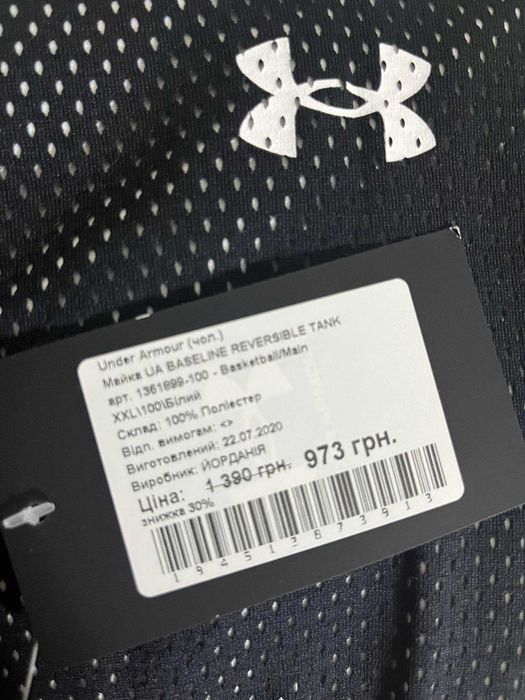 Under Armour (чол.)
Майка UA BASELINE REVERSIBLE TANK
арт. 1361899-100 - Basketball/Main
XXL\100\Білий
Склад: 100% Поліестер
Відп. вимогам: <>
Виготовлений: 22.07.2020
Виробник: ЙОРДАНІЯ
Ціна: 1 390 грн. 973 грн.
знижка 30%
194513673913